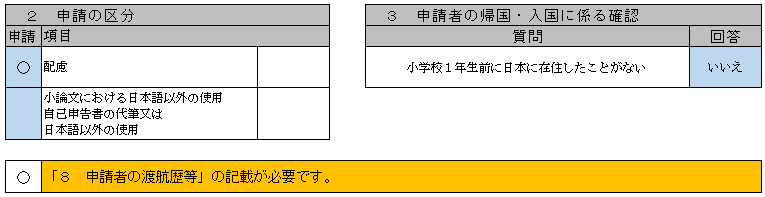 ２　申請の区分
申請 項目
○ 配慮
小論文における日本語以外の使用
自己申告書の代筆又は
日本語以外の使用
３　申請者の帰国・入国に係る確認
質問 回答
小学校１年生前に日本に在住したことがない いいえ
○ 「８　申請者の渡航歴等」の記載が必要です。